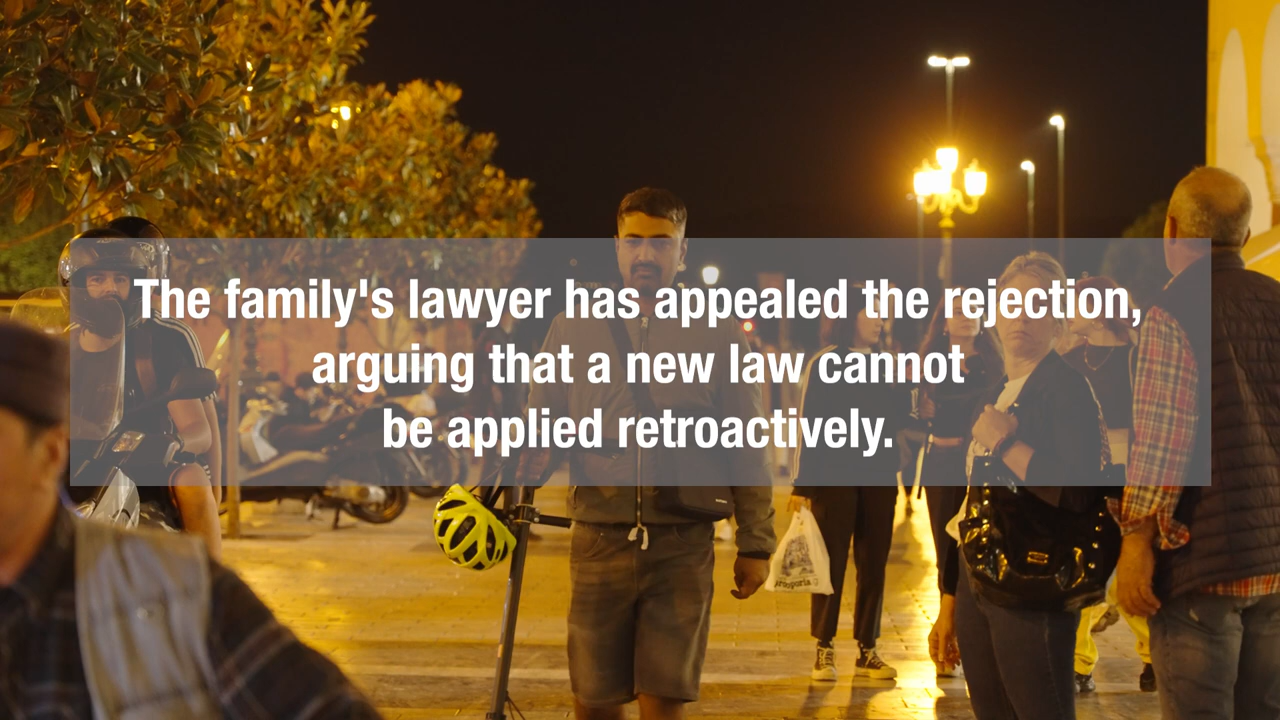 The family's lawyer has appealed the rejection,
arguing that a new law cannot
be applied retroactively.